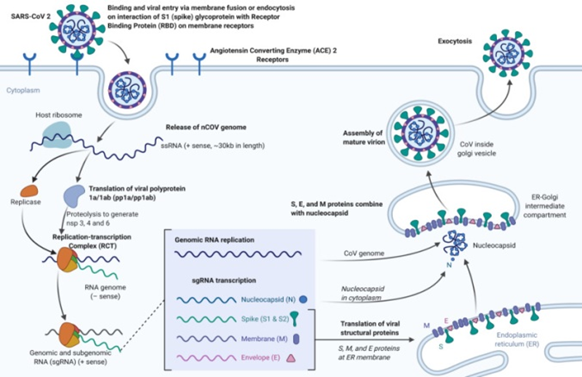 SARS-CoV 2
Binding and viral entry via membrane fusion or endocytosis
on interaction of S1 (spike) glycoprotein with Receptor
Binding Protein (RBD) on membrane receptors
Exocytosis
Angiotensin Converting Enzyme (ACE) 2
Receptors
Cytoplasm
Host ribosome
Release of nCOV genome
ssRNA (+ sense, ~30kb in length)
Assembly of
mature virion
CoV inside
golgi vesicle
Replicase
Translation of viral polyprotein
1a/1ab (pp1a/pp1ab)
Proteolysis to generate
nsp 3, 4 and 6
Replication-transcription
Complex (RCT)
RNA genome
(− sense)
Genomic and subgenomic
RNA (sgRNA) (+ sense)
S, E, and M proteins combine
with nucleocapsid
ER-Golgi
intermediate
compartment
Genomic RNA replication
CoV genome
Nucleocapsid
N
sgRNA transcription
Nucleocapsid (N)
Spike (S1 & S2)
Membrane (M)
Envelope (E)
Nucleocapsid
in cytoplasm
Translation of viral
structural proteins
S, M, and E proteins
at ER membrane
M
E
S
Endoplasmic
reticulum (ER)